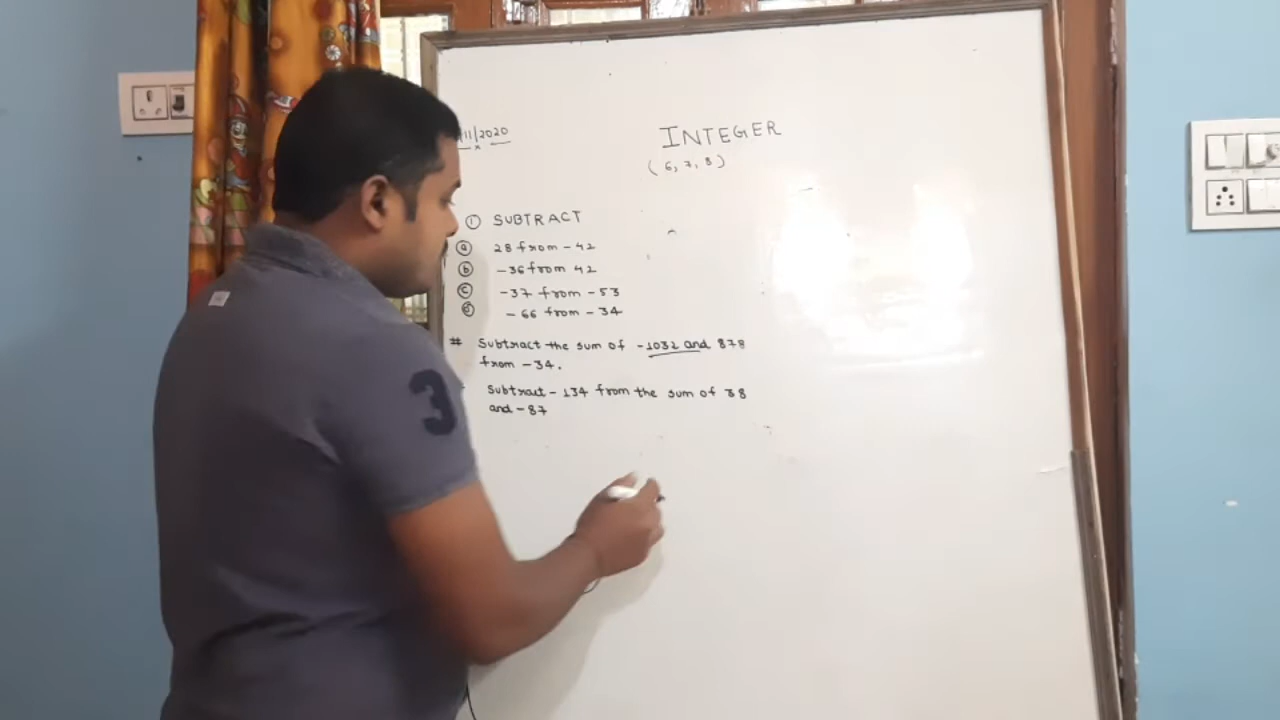 /11/2020
INTEGER
(6, 7, 8)
① SUBTRACT
ⓐ 28 from -42
ⓑ -36 from 42
ⓒ -37 from -53
ⓓ -66 from -34
# Subtract the sum of -1032 and 878
from -34.
Subtract -134 from the sum of 38
and -87
3